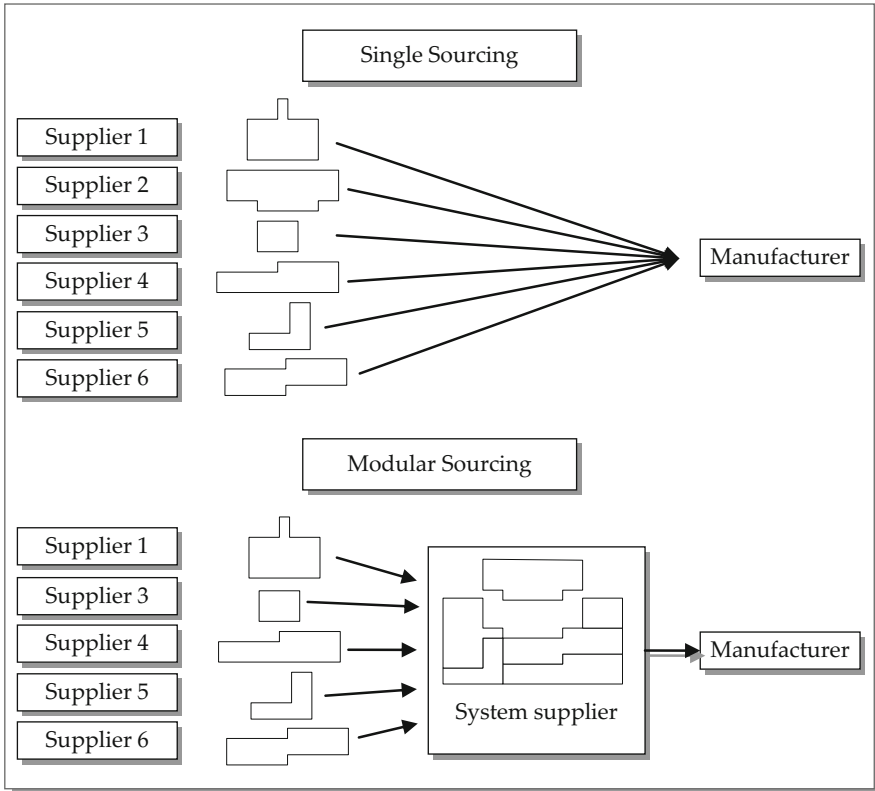 Single Sourcing
Supplier 1
Supplier 2
Supplier 3
Supplier 4
Supplier 5
Supplier 6
Manufacturer
Modular Sourcing
Supplier 1
Supplier 3
Supplier 4
Supplier 5
Supplier 6
System supplier
Manufacturer